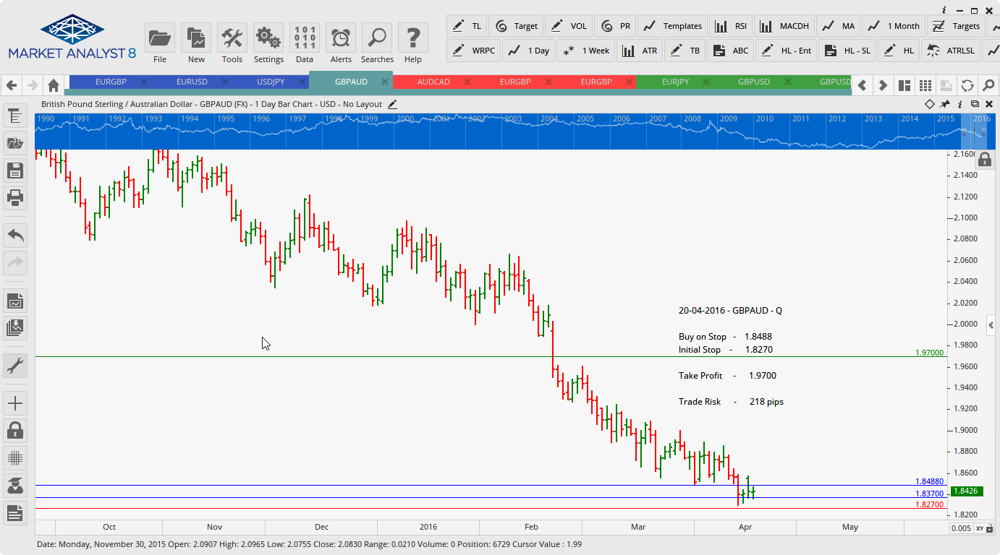 MARKET ANALYST 8
File New Tools Settings Data Alerts Searches Help
TL Target VOL PR Templates RSI MACDH MA 1 Month Targets
WRPC 1 Day 1 Week ATR TB ABC HL - Ent HL - SL HL ATRLSL
EURGBP EURUSD USDJPY GBPAUD AUDCAD EURGBP EURGBP EURJPY GBPUSD GBPUSD
British Pound Sterling / Australian Dollar - GBPAUD (FX) - 1 Day Bar Chart - USD - No Layout
1990 1991 1992 1993 1994 1995 1996 1997 1998 1999 2000 2001 2002 2003 2004 2005 2006 2007 2008 2009 2010 2011 2012 2013 2014 2015 2016
2.1600
2.1400
2.1200
2.1000
2.0800
2.0600
2.0400
2.0200
2.0000
1.9800
1.9600
1.9400
1.9200
1.9000
1.8800
1.8600
1.8426
1.8200
20-04-2016 - GBPAUD - Q
Buy on Stop - 1.8488
Initial Stop - 1.8270
Take Profit - 1.9700
Trade Risk - 218 pips
1.97000
1.84880
1.83700
1.82700
Oct Nov Dec 2016 Feb Mar Apr May
0.005 XY
Date: Monday, November 30, 2015 Open: 2.0907 High: 2.0965 Low: 2.0755 Close: 2.0830 Range: 0.0210 Volume: 0 Position: 6729 Cursor Value : 1.99